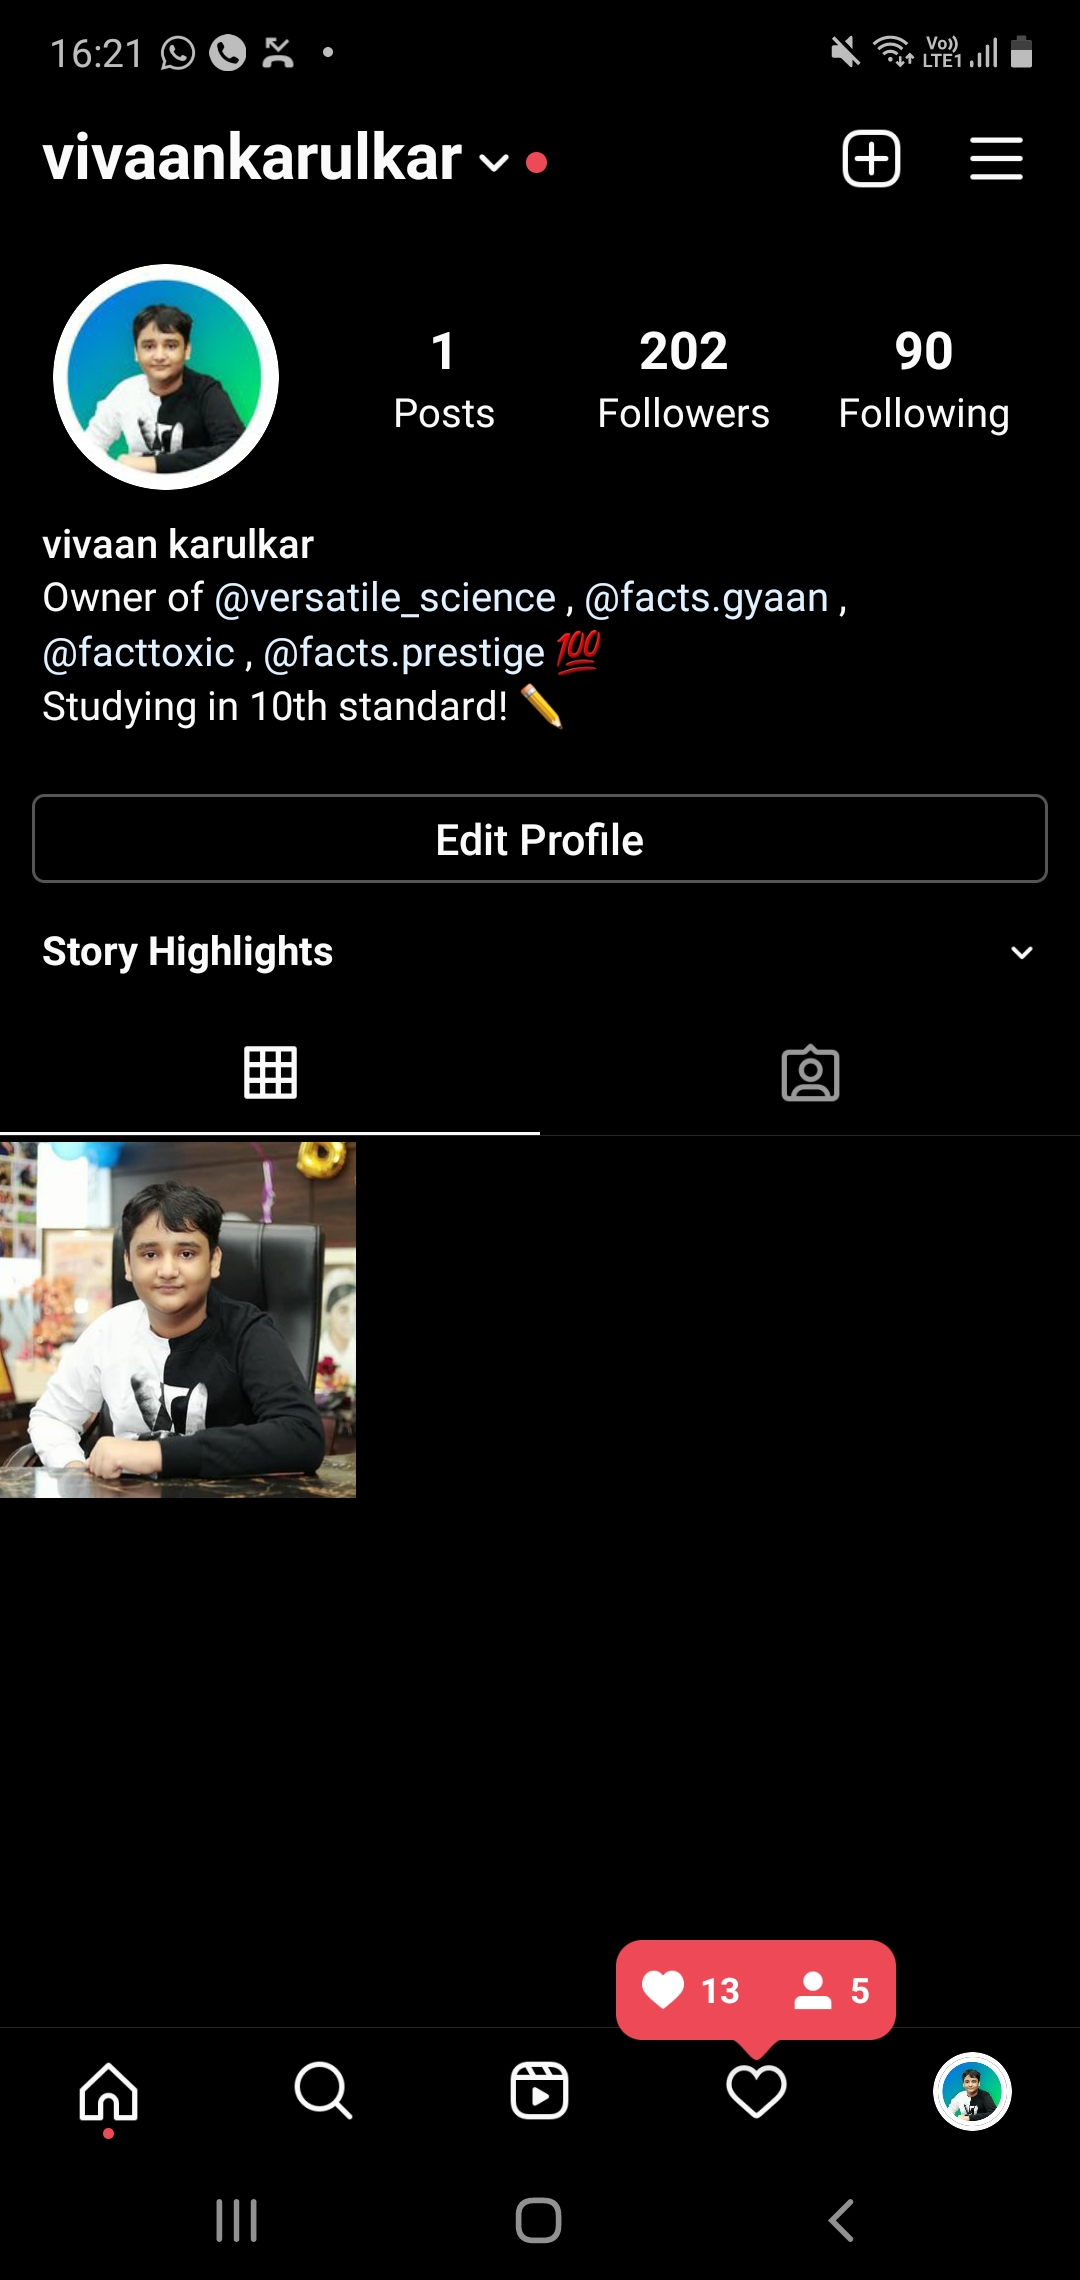 16:21 Vo)) LTE1
vivaankarulkar
1 202 90
Posts Followers Following
vivaan karulkar
Owner of @versatile_science , @facts.gyaan ,
@facttoxic , @facts.prestige 💯
Studying in 10th standard! ✏️
Edit Profile
Story Highlights
13 5